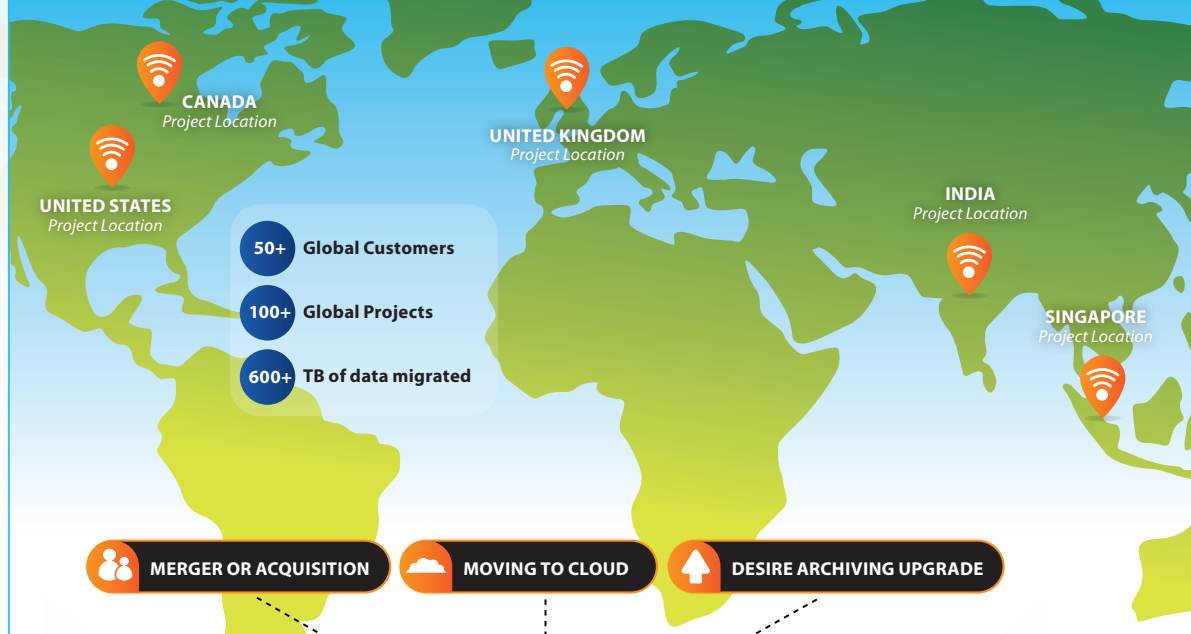 CANADA
Project Location
UNITED STATES
Project Location
UNITED KINGDOM
Project Location
INDIA
Project Location
SINGAPORE
Project Location
50+ Global Customers
100+ Global Projects
600+ TB of data migrated
MERGER OR ACQUISITION
MOVING TO CLOUD
DESIRE ARCHIVING UPGRADE